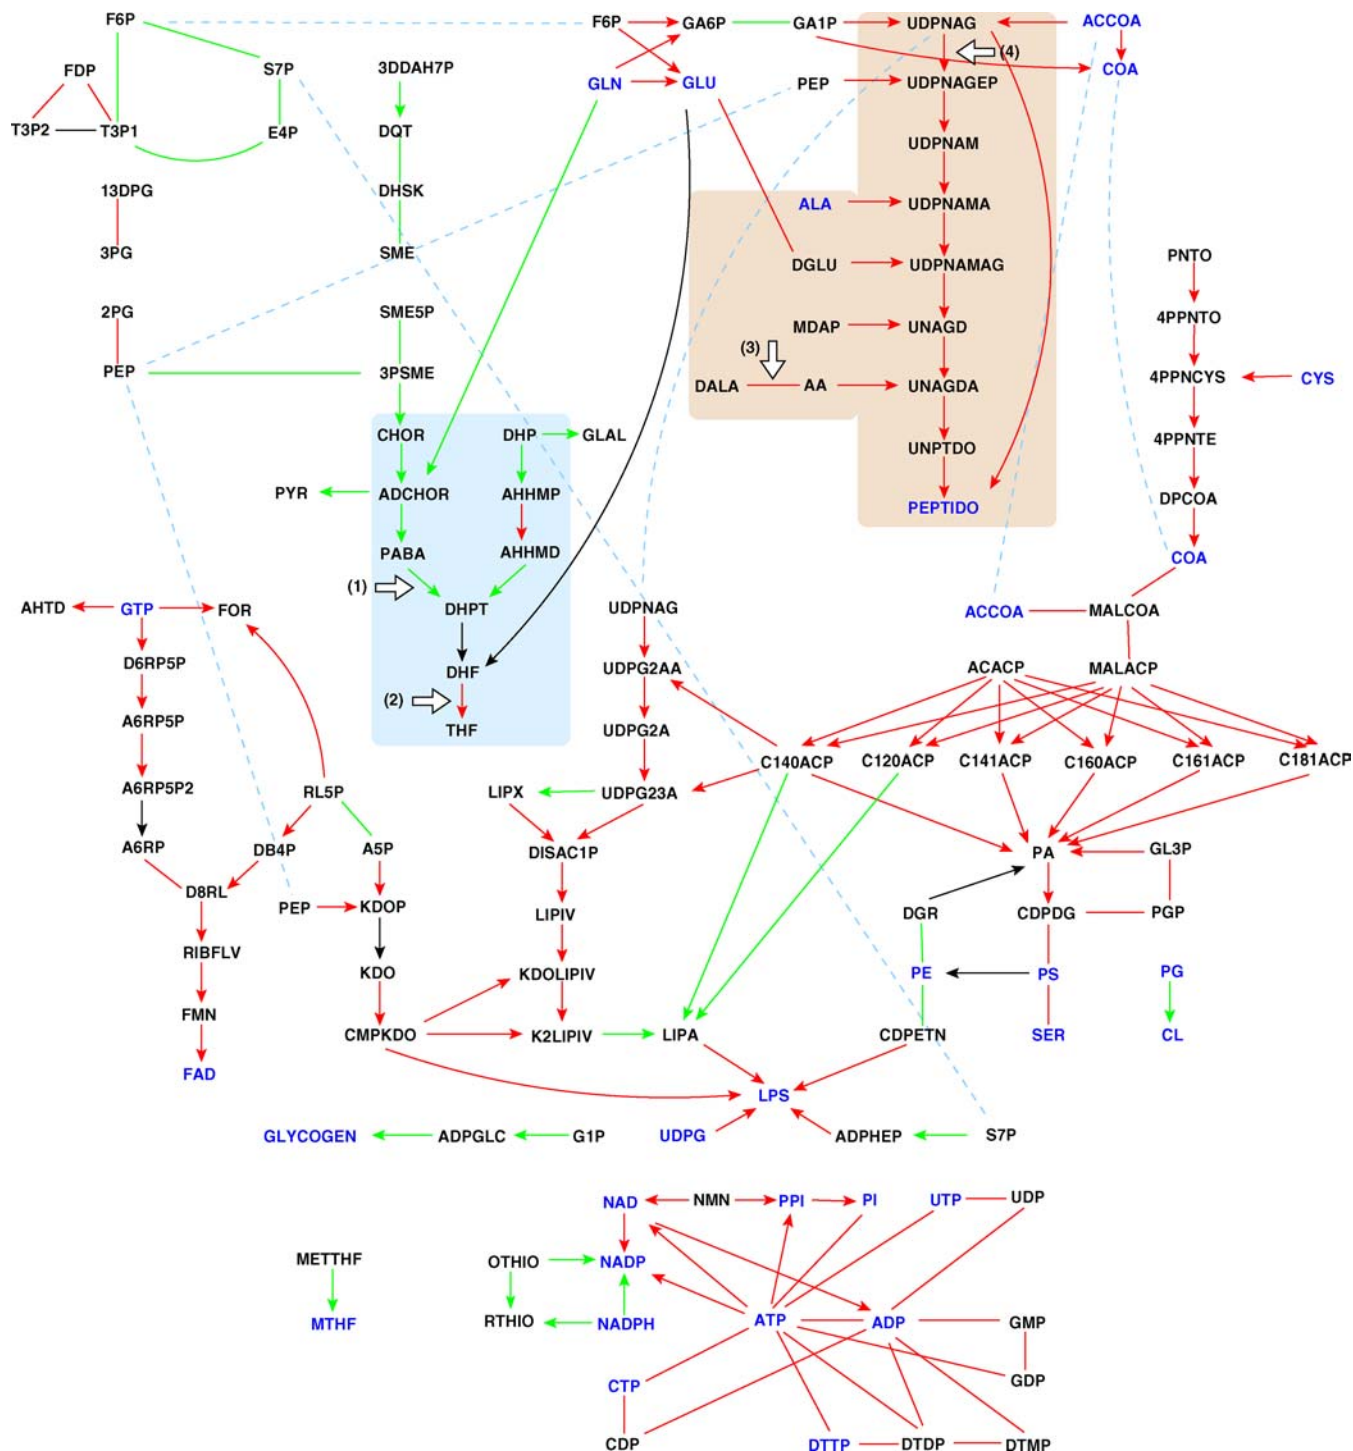 F6P F6P GA6P GA1P UDPNAG ACCOA
(4)
FDP S7P 3DDAH7P COA
GLN GLU PEP UDPNAGEP
T3P2 T3P1 E4P DQT
UDPNAM
13DPG DHSK
ALA UDPNAMA
3PG SME PNTO
DGLU UDPNAMAG
2PG SME5P 4PPNTO
MDAP UNAGD
(3)
PEP 3PSME 4PPNCYS CYS
DALA AA UNAGDA
CHOR DHP GLAL 4PPNTE
UNPTDO
PYR ADCHOR AHHMP DPCOA
PEPTIDO
PABA AHHMD COA
(1)
AHTD GTP FOR DHPT UDPNAG ACCOA MALCOA
D6RP5P DHF UDPG2AA ACACP MALACP
(2)
A6RP5P THF UDPG2A
C140ACP C120ACP C141ACP C160ACP C161ACP C181ACP
A6RP5P2 RL5P LIPX UDPG23A
A6RP DB4P A5P DISAC1P PA GL3P
D8RL
PEP KDOP LIPIV DGR CDPDG PGP
RIBFLV
KDO KDOLIPIV PE PS PG
FMN
CMPKDO K2LIPIV LIPA CDPETN SER CL
FAD
LPS
GLYCOGEN ADPGLC G1P UDPG ADPHEP S7P
NAD NMN PPI PI UTP UDP
METTHF OTHIO NADP
MTHF RTHIO NADPH ATP ADP GMP
CTP GDP
CDP DTTP DTDP DTMP